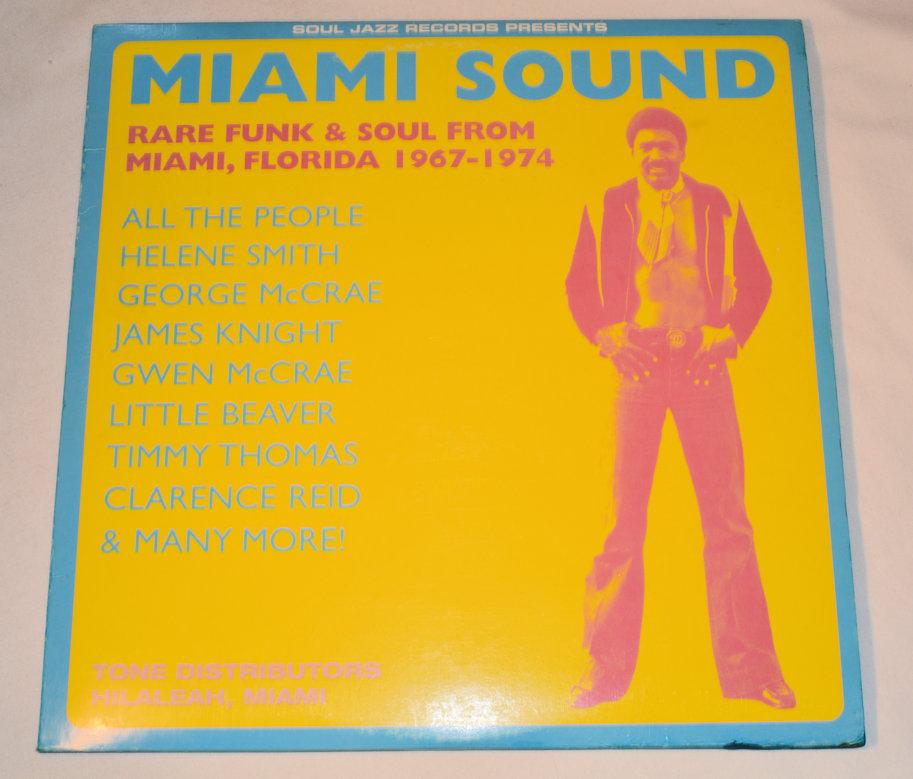 SOUL JAZZ RECORDS PRESENTS
MIAMI SOUND
RARE FUNK & SOUL FROM
MIAMI, FLORIDA 1967-1974
ALL THE PEOPLE
HELENE SMITH
GEORGE McCRAE
JAMES KNIGHT
GWEN McCRAE
LITTLE BEAVER
TIMMY THOMAS
CLARENCE REID
& MANY MORE!
TONE DISTRIBUTORS
HILALEAH, MIAMI